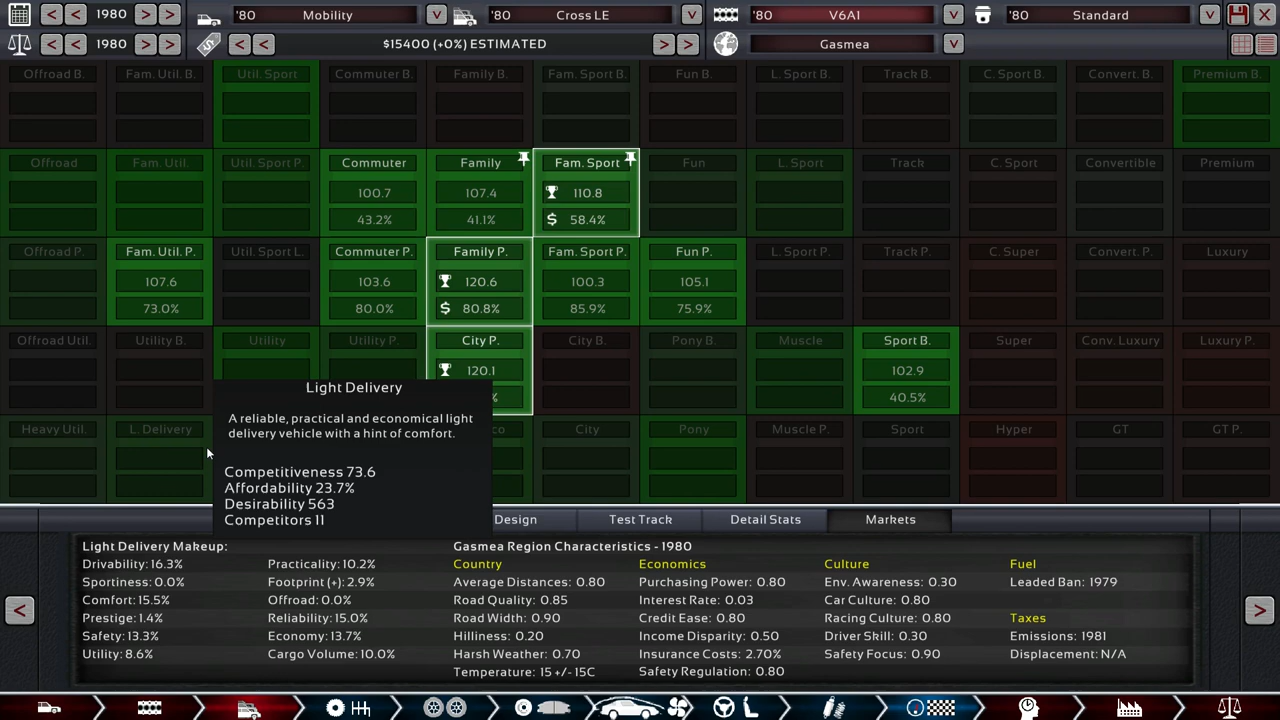 1980 '80 Mobility '80 Cross LE '80 V6A1 '80 Standard
1980 $15400 (+0%) ESTIMATED Gasmea
Offroad B. Fam. Util. B. Util. Sport Commuter B. Family B. Fam. Sport B. Fun B. L. Sport B. Track B. C. Sport B. Convert. B. Premium B.
Offroad Fam. Util. Util. Sport P. Commuter Family Fam. Sport Fun L. Sport Track C. Sport Convertible Premium
100.7 107.4 110.8
43.2% 41.1% $ 58.4%
Offroad P. Fam. Util. P. Util. Sport L. Commuter P. Family P. Fam. Sport P. Fun P. L. Sport P. Track P. C. Super Convert. P. Luxury
107.6 103.6 120.6 100.3 105.1
73.0% 80.0% $ 80.8% 85.9% 75.9%
Offroad Util. Utility B. Utility Utility P. City P. City B. Pony B. Muscle Sport B. Super Conv. Luxury Luxury P.
120.1 102.9
% 40.5%
Heavy Util. L. Delivery co City Pony Muscle P. Sport Hyper GT GT P.
Light Delivery
A reliable, practical and economical light
delivery vehicle with a hint of comfort.
Competitiveness 73.6
Affordability 23.7%
Desirability 563
Competitors 11
Design Test Track Detail Stats Markets
Light Delivery Makeup: Gasmea Region Characteristics - 1980
Drivability: 16.3% Practicality: 10.2% Country Economics Culture Fuel
Sportiness: 0.0% Footprint (+): 2.9% Average Distances: 0.80 Purchasing Power: 0.80 Env. Awareness: 0.30 Leaded Ban: 1979
Comfort: 15.5% Offroad: 0.0% Road Quality: 0.85 Interest Rate: 0.03 Car Culture: 0.80
Prestige: 1.4% Reliability: 15.0% Road Width: 0.90 Credit Ease: 0.80 Racing Culture: 0.80 Taxes
Safety: 13.3% Economy: 13.7% Hilliness: 0.20 Income Disparity: 0.50 Driver Skill: 0.30 Emissions: 1981
Utility: 8.6% Cargo Volume: 10.0% Harsh Weather: 0.70 Insurance Costs: 2.70% Safety Focus: 0.90 Displacement: N/A
Temperature: 15 +/- 15C Safety Regulation: 0.80